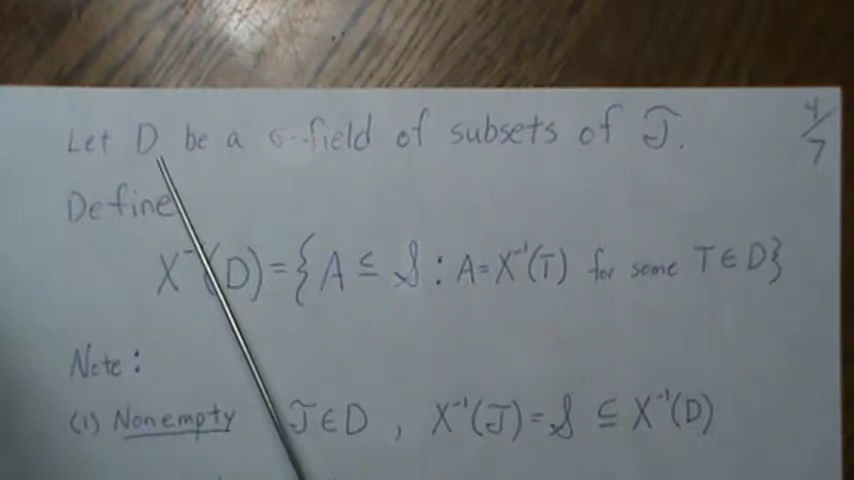 Let D be a σ-field of subsets of 𝒯.
4/7
Define
X⁻¹(D) = {A ⊆ 𝒮 : A = X⁻¹(T) for some T ∈ D}
Note:
(1) Nonempty 𝒯 ∈ D , X⁻¹(𝒯) = 𝒮 ⊆ X⁻¹(D)